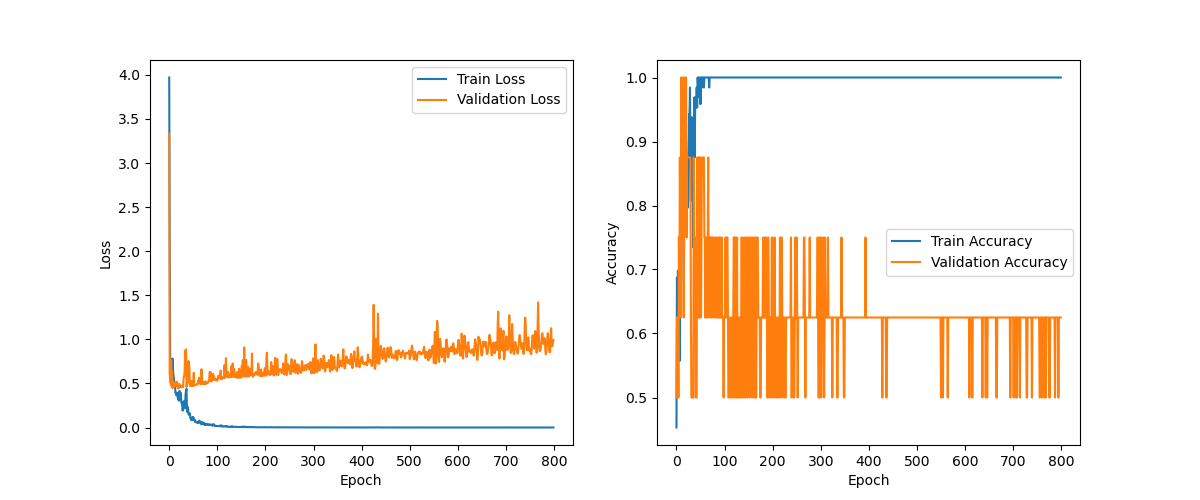 4.0
3.5
3.0
2.5
2.0
1.5
1.0
0.5
0.0
Loss
Train Loss
Validation Loss
0 100 200 300 400 500 600 700 800
Epoch
1.0
0.9
0.8
0.7
0.6
0.5
Accuracy
Train Accuracy
Validation Accuracy
0 100 200 300 400 500 600 700 800
Epoch